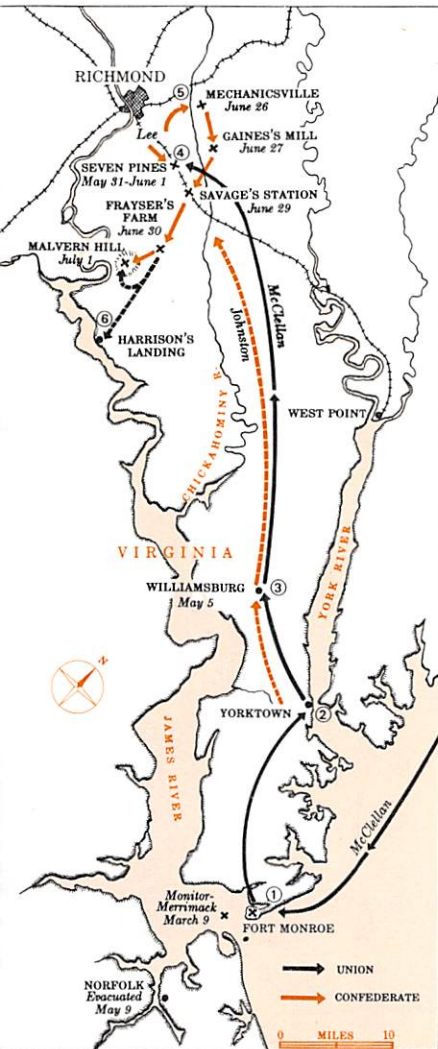 RICHMOND
⑤
MECHANICSVILLE
June 26
Lee
GAINES'S MILL
June 27
④
SEVEN PINES
May 31-June 1
SAVAGE'S STATION
June 29
FRAYSER'S
FARM
June 30
MALVERN HILL
July 1
⑥
HARRISON'S
LANDING
McClellan
Johnston
WEST POINT
CHICKAHOMINY R.
VIRGINIA
WILLIAMSBURG
May 5
③
YORK RIVER
N
YORKTOWN
②
JAMES RIVER
McClellan
①
Monitor-
Merrimack
March 9
FORT MONROE
NORFOLK
Evacuated
May 9
UNION
CONFEDERATE
0 MILES 10